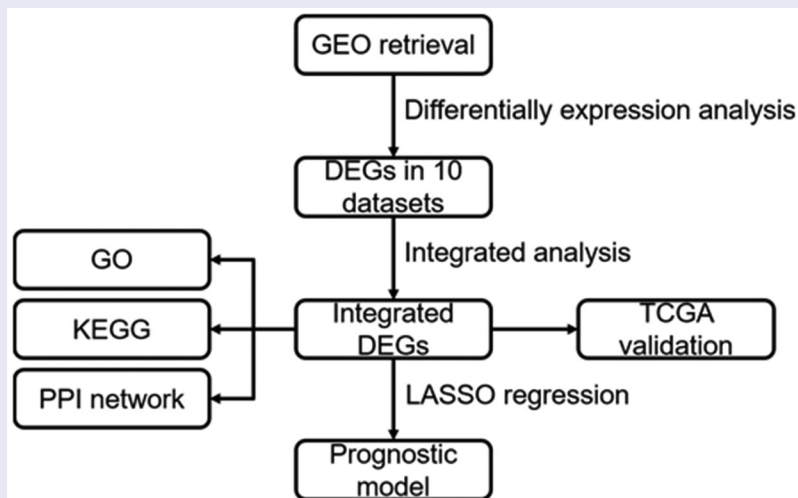 GEO retrieval
Differentially expression analysis
DEGs in 10
datasets
Integrated analysis
GO
KEGG
PPI network
Integrated
DEGs
TCGA
validation
LASSO regression
Prognostic
model